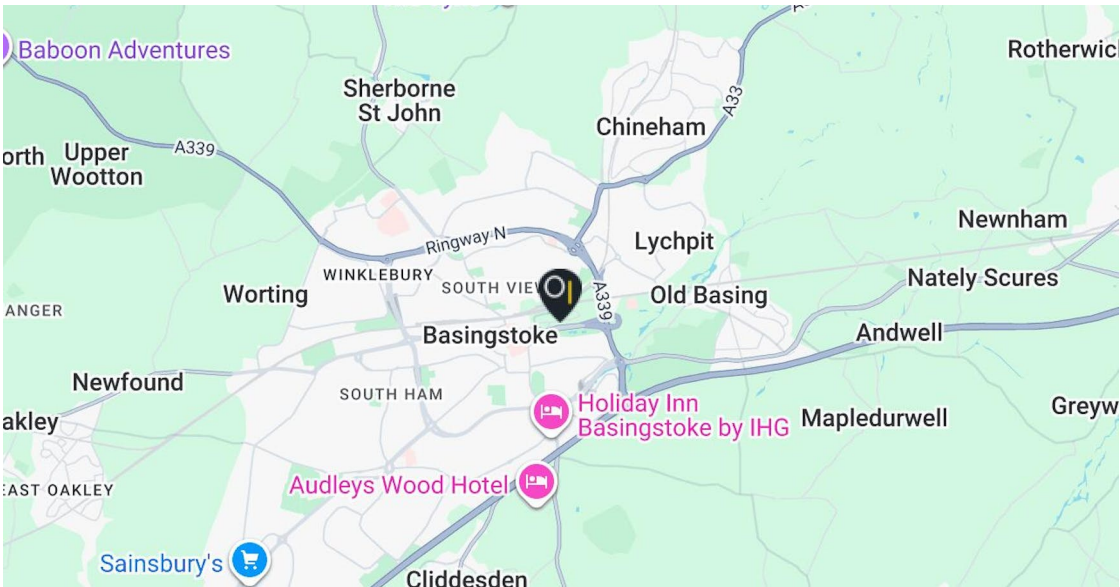 Baboon Adventures
Rotherwic
Sherborne
St John
A33
Chineham
A339
orth
Upper
Wootton
Newnham
Ringway N
Lychpit
WINKLEBURY
Nately Scures
SOUTH VIE
Worting
A339
Old Basing
ANGER
Basingstoke
Andwell
Newfound
SOUTH HAM
Holiday Inn
Basingstoke by IHG
Mapledurwell
Greyw
akley
Audleys Wood Hotel
EAST OAKLEY
Sainsbury's
Cliddesden